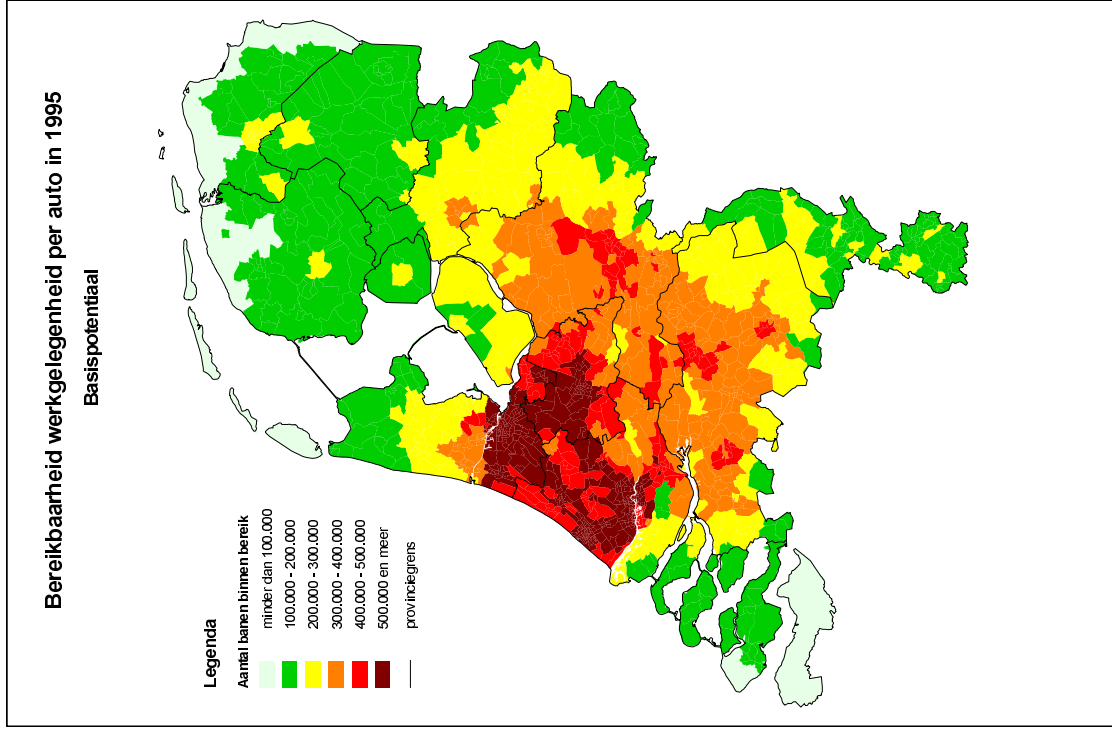 Bereikbaarheid werkgelegenheid per auto in 1995
Basispotentiaal
Legenda
Aantal banen binnen bereik
minder dan 100.000
100.000 - 200.000
200.000 - 300.000
300.000 - 400.000
400.000 - 500.000
500.000 en meer
provinciegrens